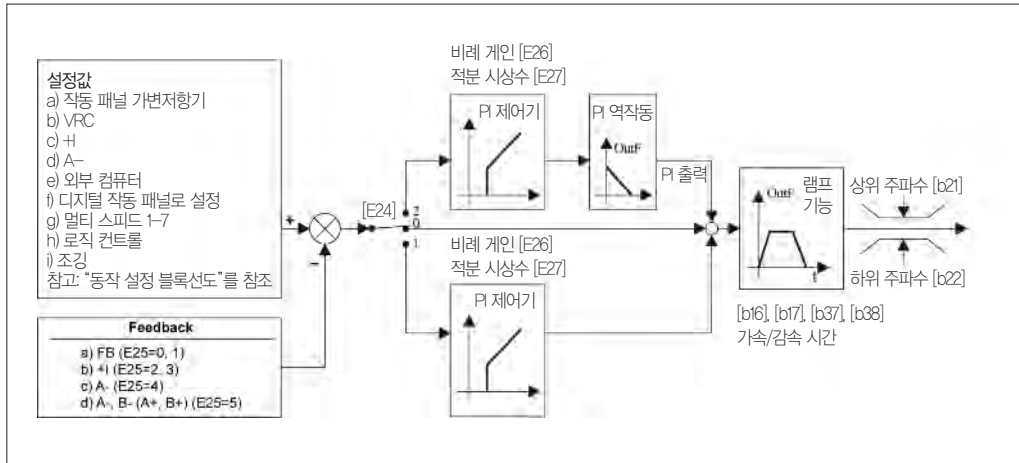 설정값
a) 작동 패널 가변저항기
b) VRC
c) +I
d) A-
e) 외부 컴퓨터
f) 디지털 작동 패널로 설정
g) 멀티 스피드 1-7
h) 로직 컨트롤
i) 조깅
참고: "동작 설정 블록선도"를 참조
Feedback
a) FB (E25=0, 1)
b) +I (E25=2, 3)
c) A- (E25=4)
d) A-, B- (A+, B+) (E25=5)
+
-
[E24]
2
0
1
비례 게인 [E26]
적분 시상수 [E27]
PI 제어기
PI 역작동
OutF
PI 출력
비례 게인 [E26]
적분 시상수 [E27]
PI 제어기
램프
기능
OutF
t
[b16], [b17], [b37], [b38]
가속/감속 시간
상위 주파수 [b21]
하위 주파수 [b22]